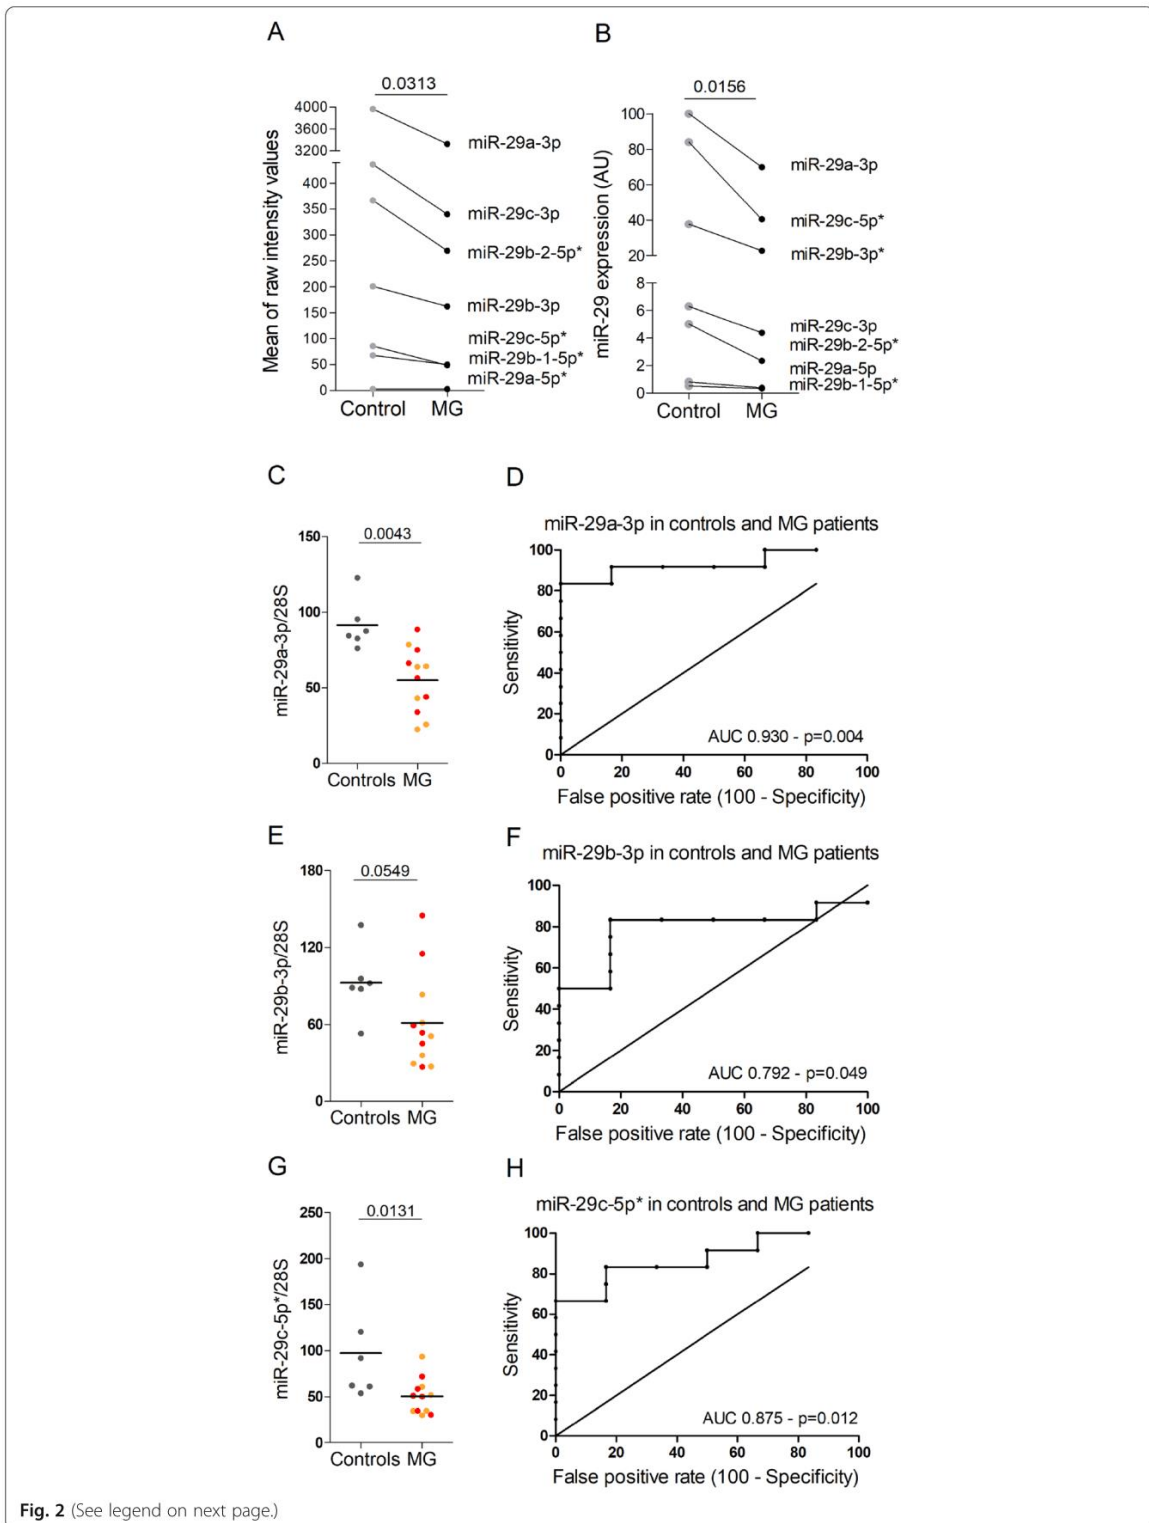 A
B
0.0313
0.0156
Mean of raw intensity values
4000
3600
3200
400
350
300
250
200
150
100
50
0
miR-29a-3p
miR-29c-3p
miR-29b-2-5p*
miR-29b-3p
miR-29c-5p*
miR-29b-1-5p*
miR-29a-5p*
Control MG
miR-29 expression (AU)
100
80
60
40
20
8
6
4
2
0
miR-29a-3p
miR-29c-5p*
miR-29b-3p*
miR-29c-3p
miR-29b-2-5p*
miR-29a-5p
miR-29b-1-5p*
Control MG
C
0.0043
miR-29a-3p/28S
150
100
50
0
Controls MG
D
miR-29a-3p in controls and MG patients
Sensitivity
100
80
60
40
20
0
AUC 0.930 - p=0.004
0 20 40 60 80 100
False positive rate (100 - Specificity)
E
0.0549
miR-29b-3p/28S
180
120
60
0
Controls MG
F
miR-29b-3p in controls and MG patients
Sensitivity
100
80
60
40
20
0
AUC 0.792 - p=0.049
0 20 40 60 80 100
False positive rate (100 - Specificity)
G
0.0131
miR-29c-5p*/28S
250
200
150
100
50
0
Controls MG
H
miR-29c-5p* in controls and MG patients
Sensitivity
100
80
60
40
20
0
AUC 0.875 - p=0.012
0 20 40 60 80 100
False positive rate (100 - Specificity)
Fig. 2 (See legend on next page.)